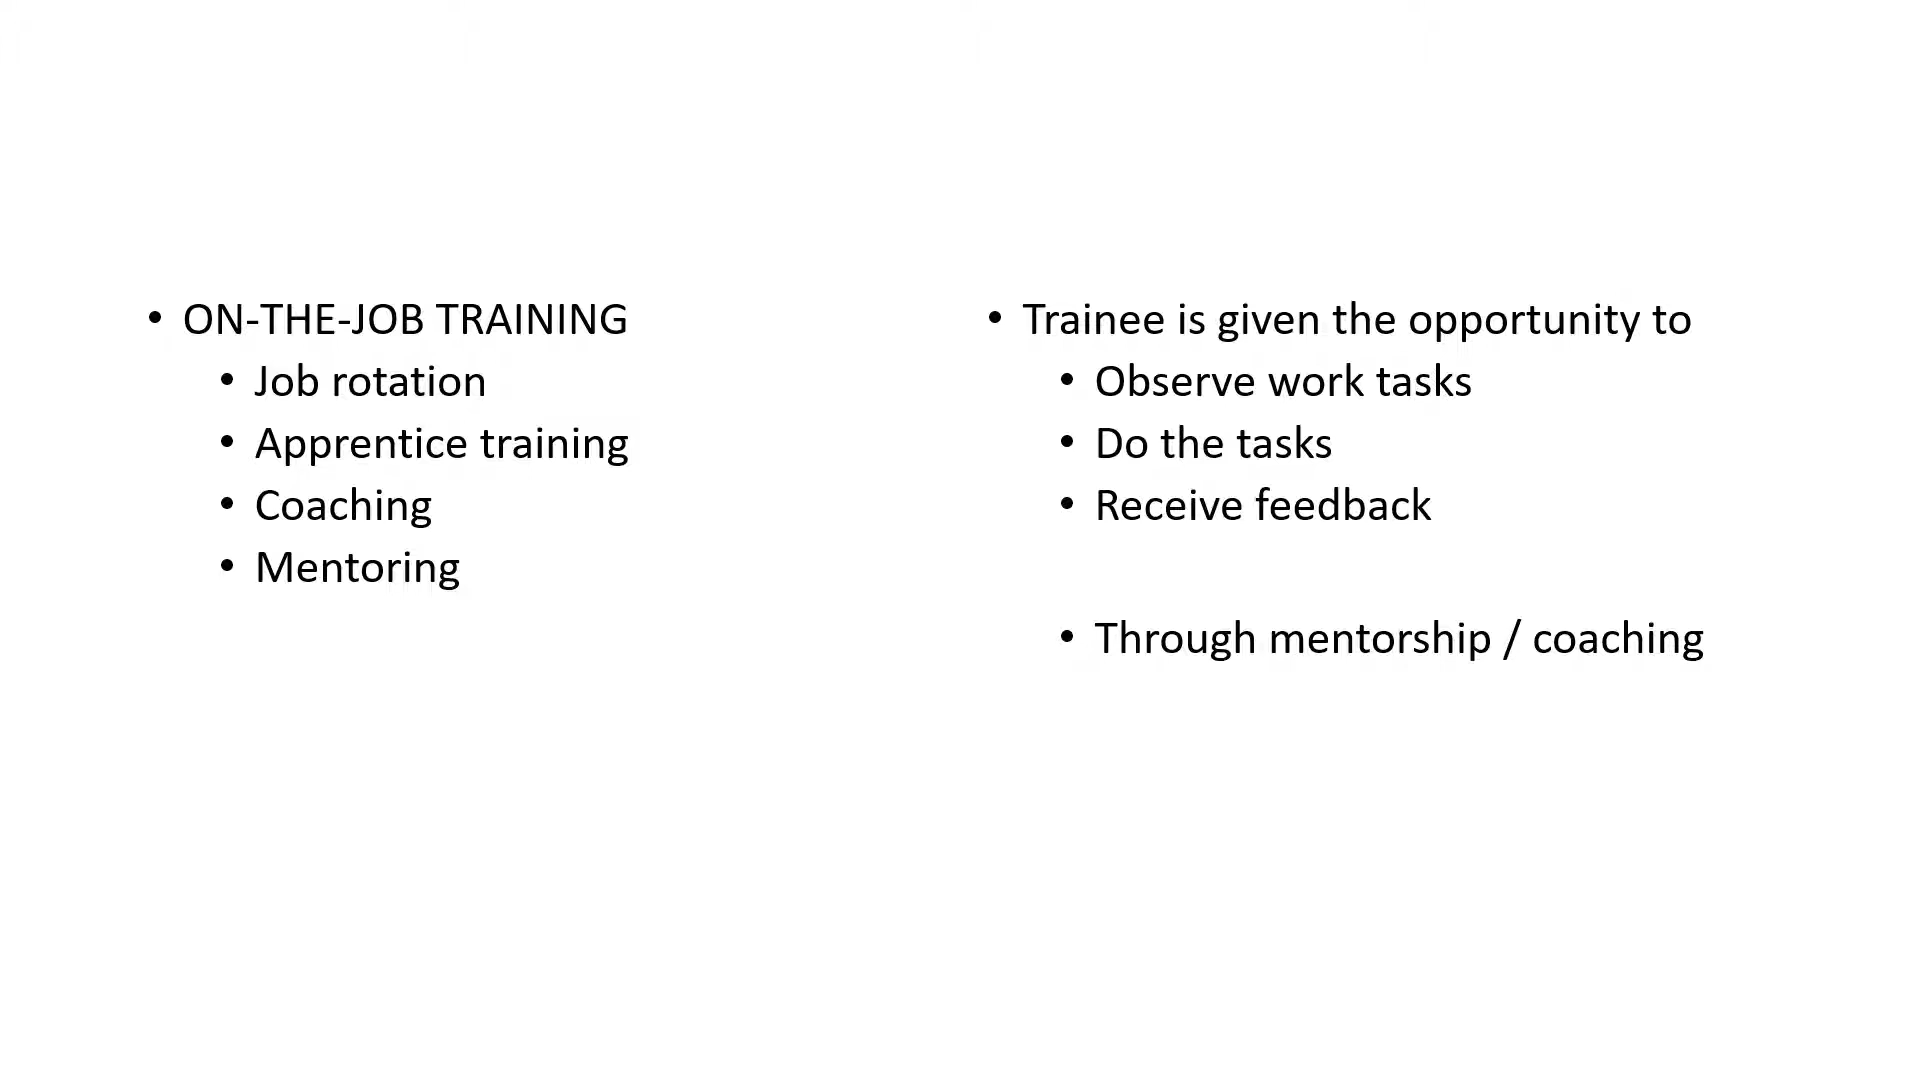 • ON-THE-JOB TRAINING
• Job rotation
• Apprentice training
• Coaching
• Mentoring
• Trainee is given the opportunity to
• Observe work tasks
• Do the tasks
• Receive feedback
• Through mentorship / coaching